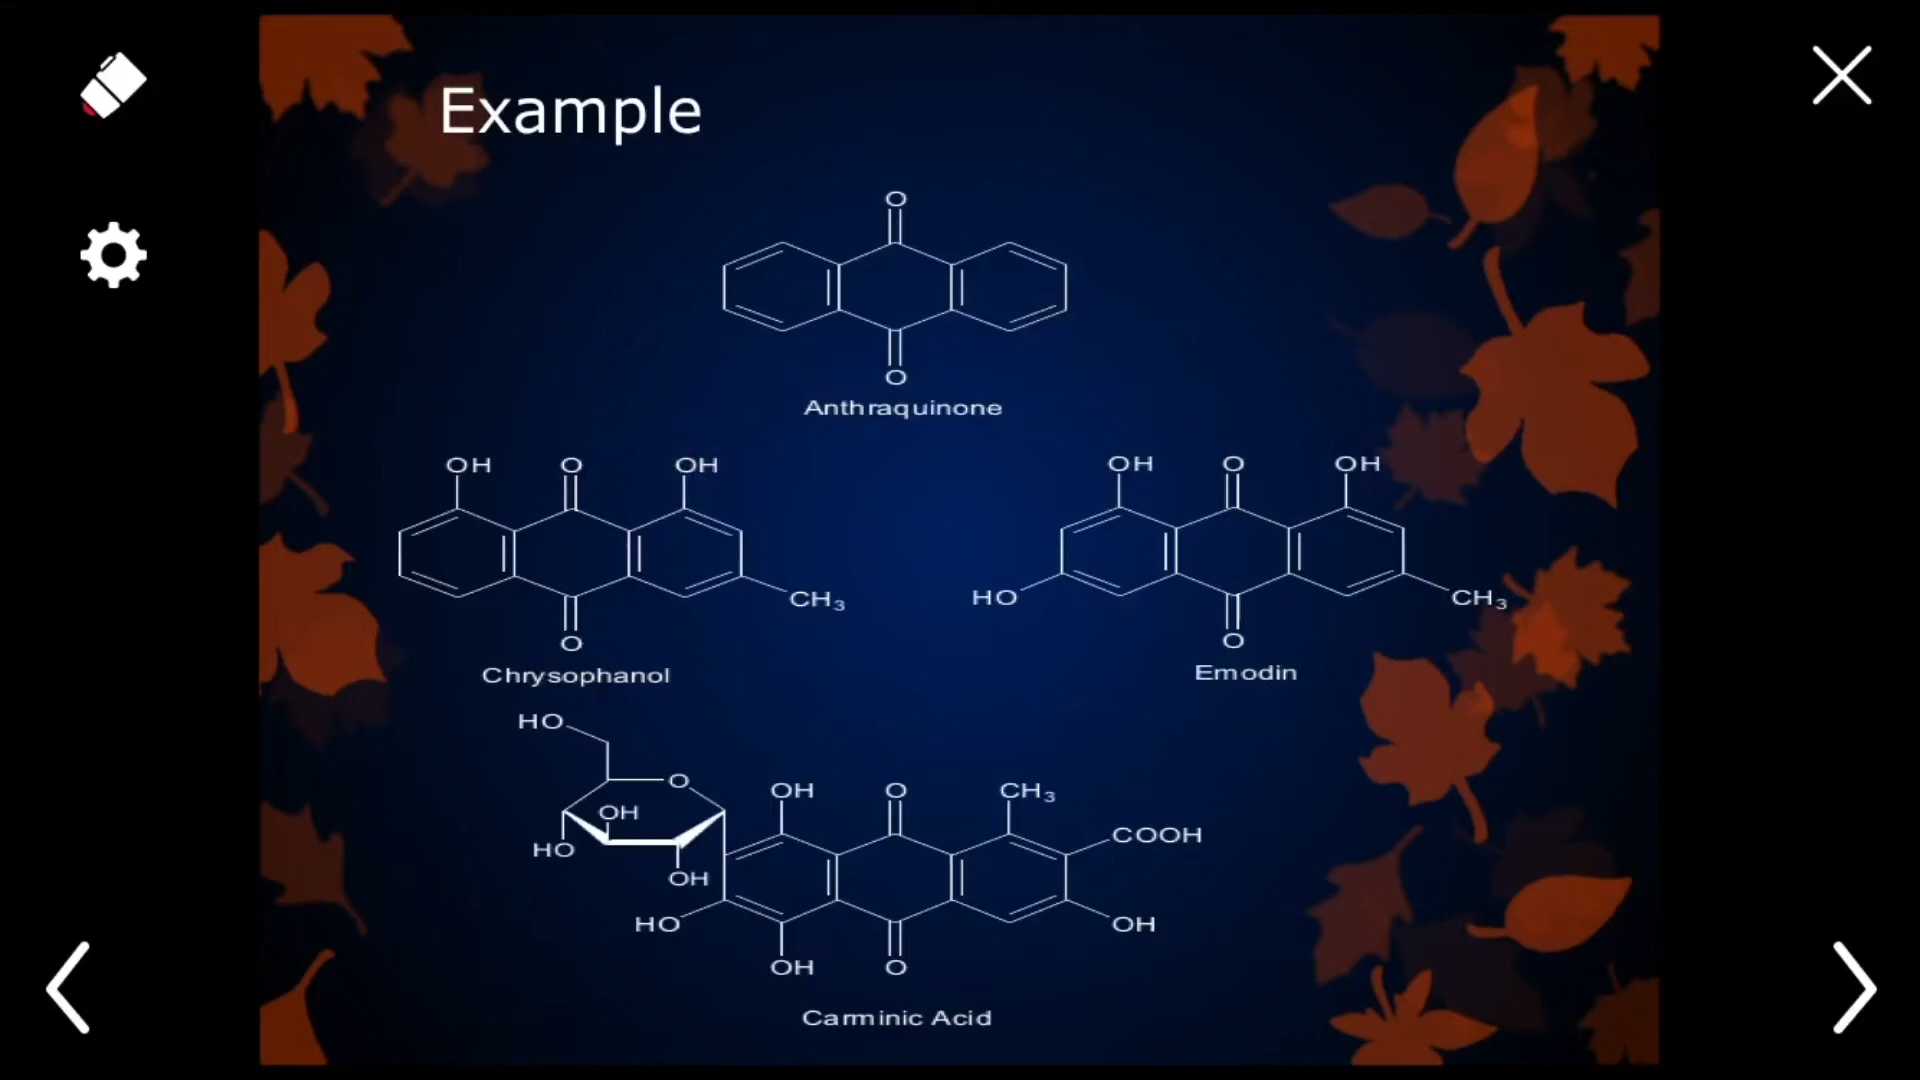 Example
O
O
Anthraquinone
OH O OH
CH3
O
Chrysophanol
OH O OH
HO
CH3
O
Emodin
HO
O
OH
HO
OH
OH O CH3
COOH
HO
OH
OH O
Carminic Acid